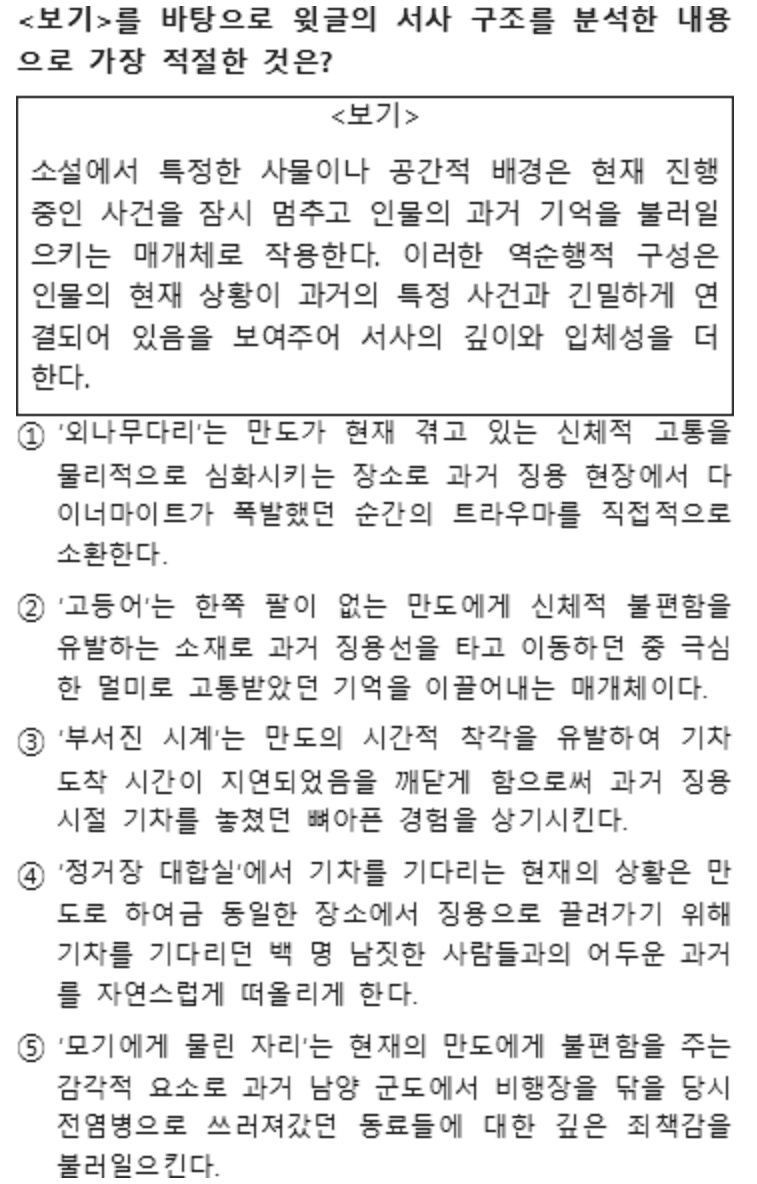 <보기>를 바탕으로 윗글의 서사 구조를 분석한 내용
으로 가장 적절한 것은?
<보기>
소설에서 특정한 사물이나 공간적 배경은 현재 진행
중인 사건을 잠시 멈추고 인물의 과거 기억을 불러일
으키는 매개체로 작용한다. 이러한 역순행적 구성은
인물의 현재 상황이 과거의 특정 사건과 긴밀하게 연
결되어 있음을 보여주어 서사의 깊이와 입체성을 더
한다.
① '외나무다리'는 만도가 현재 겪고 있는 신체적 고통을
물리적으로 심화시키는 장소로 과거 징용 현장에서 다
이너마이트가 폭발했던 순간의 트라우마를 직접적으로
소환한다.
② '고등어'는 한쪽 팔이 없는 만도에게 신체적 불편함을
유발하는 소재로 과거 징용선을 타고 이동하던 중 극심
한 멀미로 고통받았던 기억을 이끌어내는 매개체이다.
③ '부서진 시계'는 만도의 시간적 착각을 유발하여 기차
도착 시간이 지연되었음을 깨닫게 함으로써 과거 징용
시절 기차를 놓쳤던 뼈아픈 경험을 상기시킨다.
④ '정거장 대합실'에서 기차를 기다리는 현재의 상황은 만
도로 하여금 동일한 장소에서 징용으로 끌려가기 위해
기차를 기다리던 백 명 남짓한 사람들과의 어두운 과거
를 자연스럽게 떠올리게 한다.
⑤ '모기에게 물린 자리'는 현재의 만도에게 불편함을 주는
감각적 요소로 과거 남양 군도에서 비행장을 닦을 당시
전염병으로 쓰러져갔던 동료들에 대한 깊은 죄책감을
불러일으킨다.